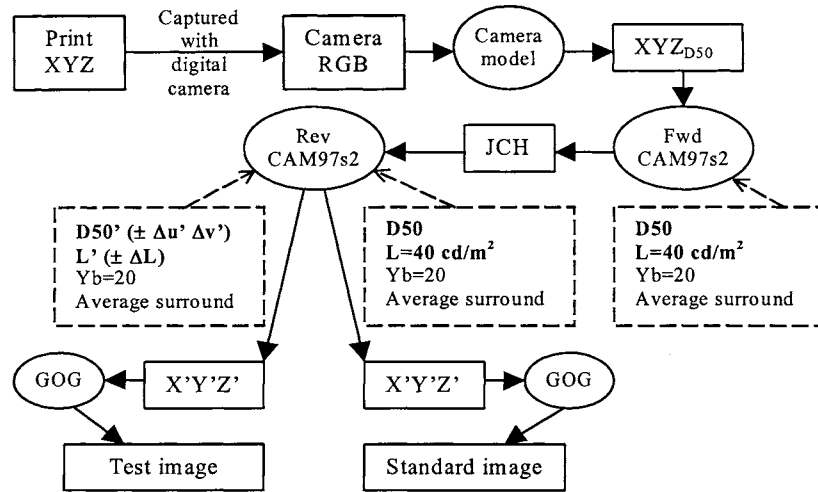 Print
XYZ
Captured
with
digital
camera
Camera
RGB
Camera
model
XYZD50
Rev
CAM97s2
JCH
Fwd
CAM97s2
D50' (± Δu' Δv')
L' (± ΔL)
Yb=20
Average surround
D50
L=40 cd/m²
Yb=20
Average surround
D50
L=40 cd/m²
Yb=20
Average surround
GOG
X'Y'Z'
X'Y'Z'
GOG
Test image
Standard image